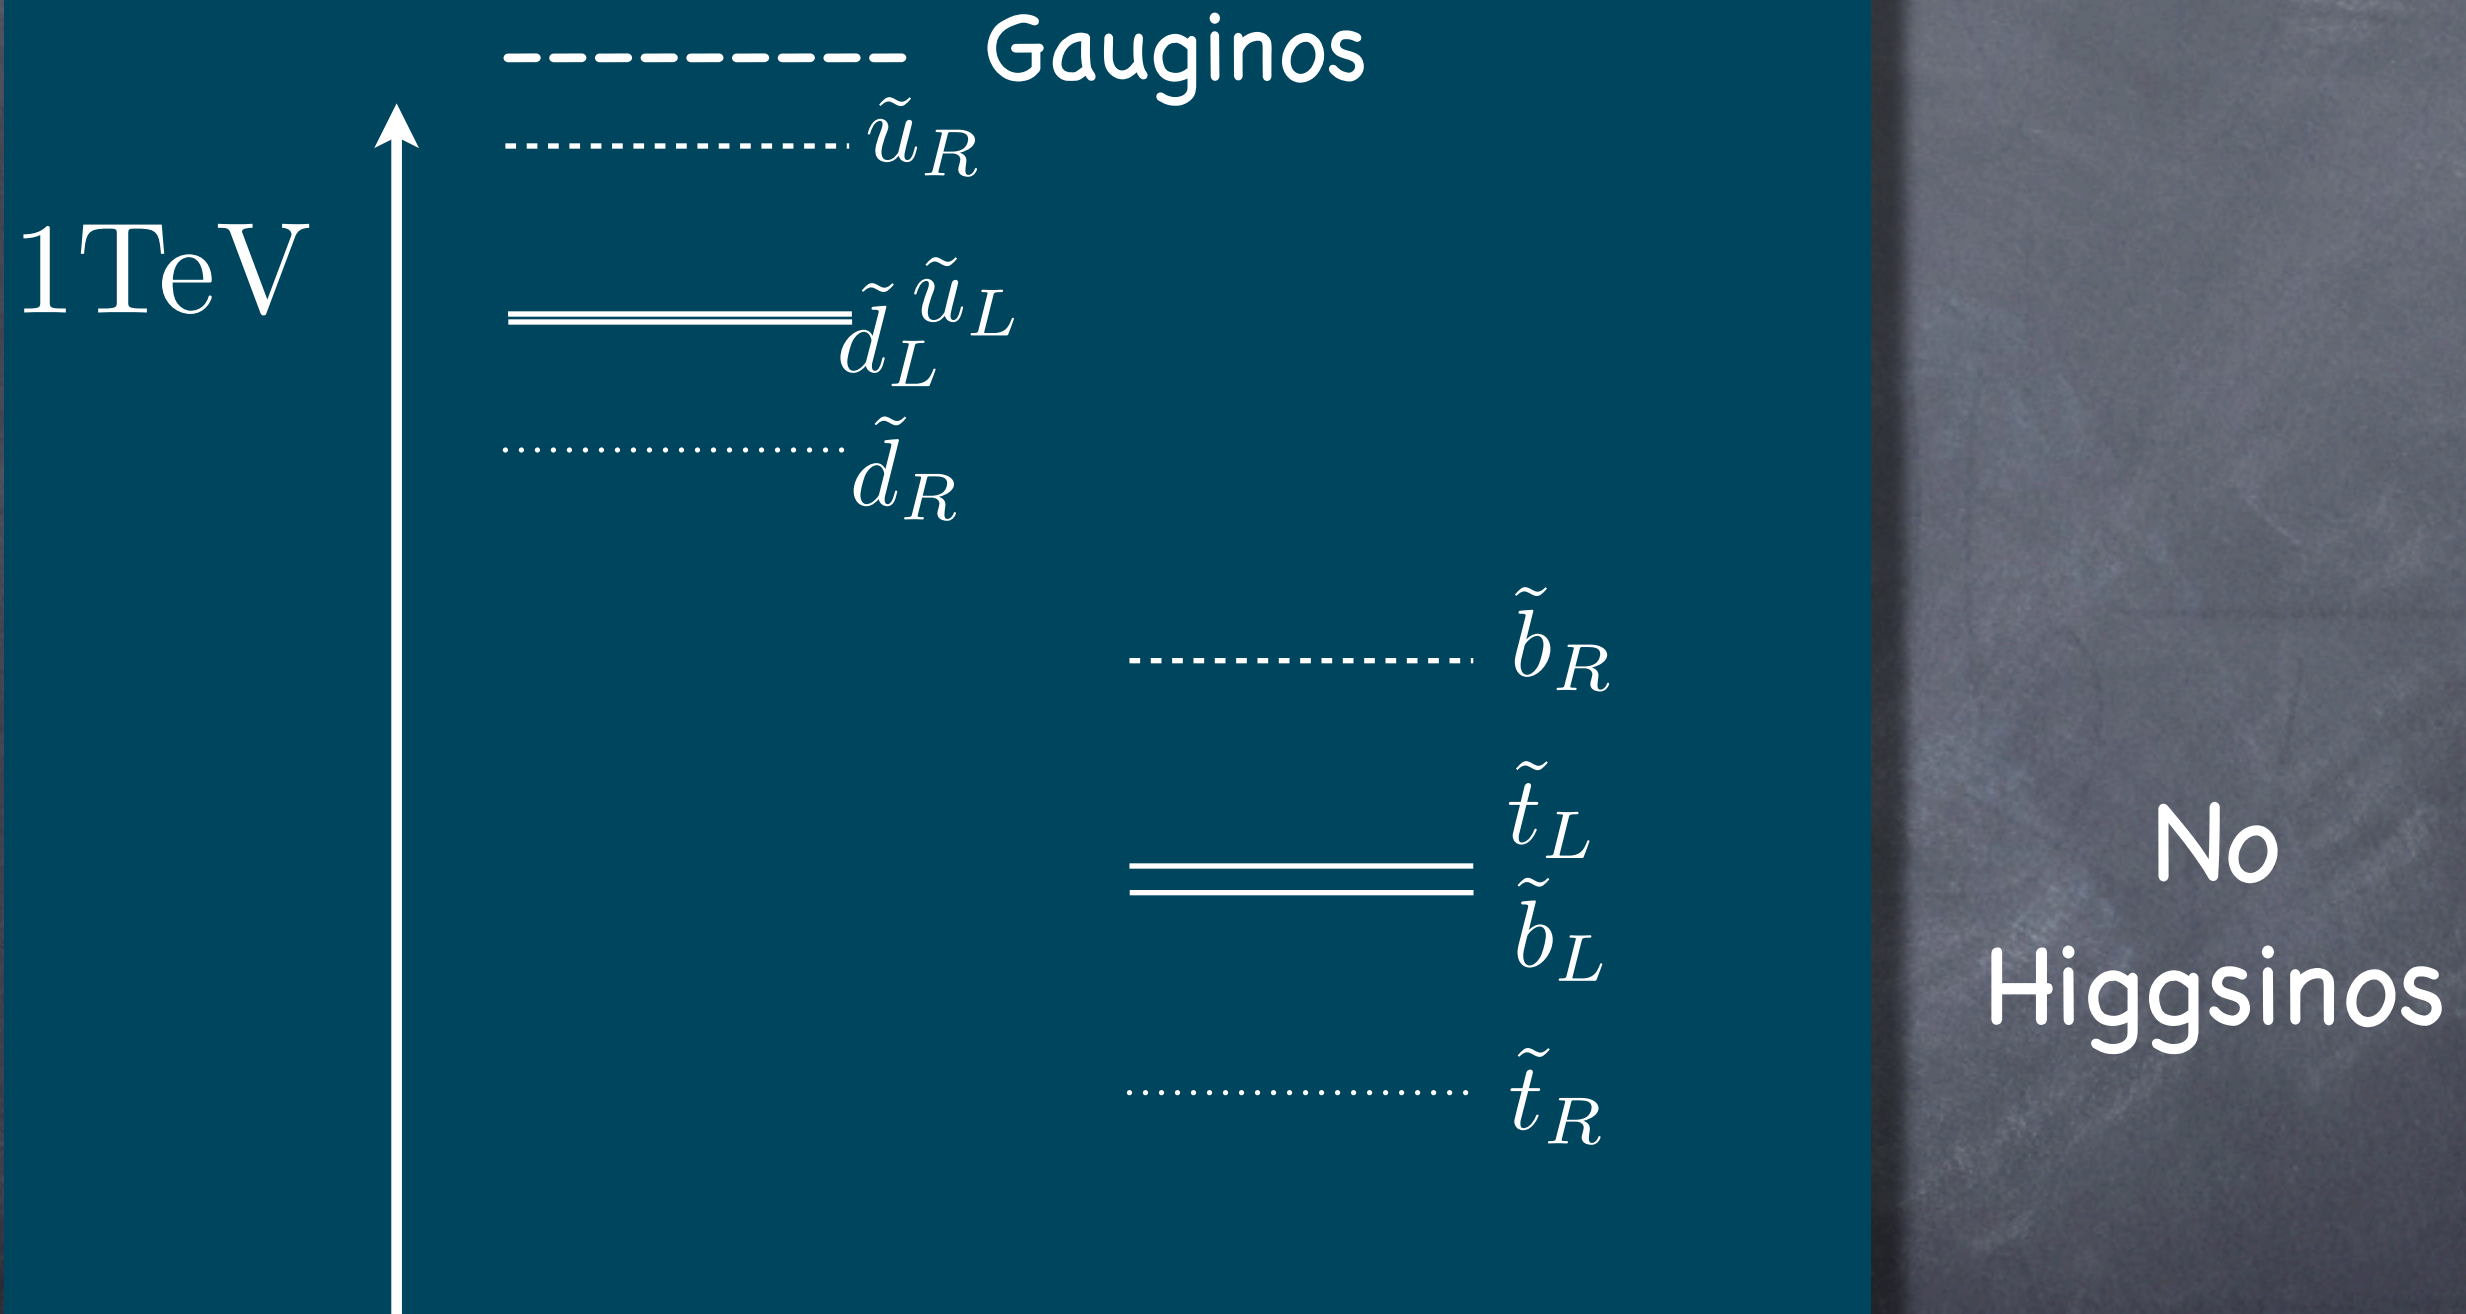 Gauginos
ũ_R
1TeV
ũ_L
d̃_L
d̃_R
b̃_R
t̃_L
b̃_L
t̃_R
No
Higgsinos